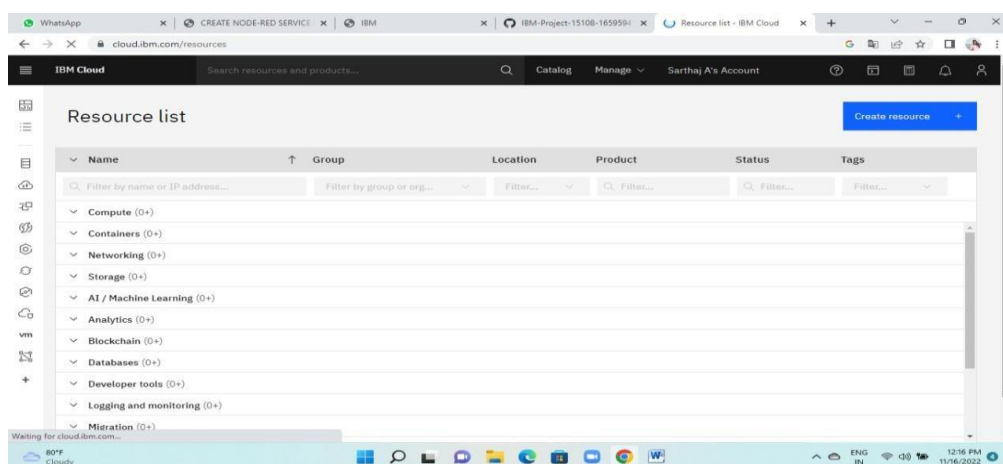 WhatsApp
CREATE NODE-RED SERVICE
IBM
IBM-Project-15108-1659594
Resource list - IBM Cloud
cloud.ibm.com/resources
IBM Cloud
Search resources and products...
Catalog
Manage
Sarthaj A's Account
Resource list
Create resource +
Name
Group
Location
Product
Status
Tags
Filter by name or IP address...
Filter by group or org...
Filter...
Filter...
Filter...
Filter...
Compute (0+)
Containers (0+)
Networking (0+)
Storage (0+)
AI / Machine Learning (0+)
Analytics (0+)
Blockchain (0+)
vm
Databases (0+)
Developer tools (0+)
Logging and monitoring (0+)
Migration (0+)
Waiting for cloud.ibm.com...
80°F
Cloudy
ENG
IN
12:16 PM
11/16/2022